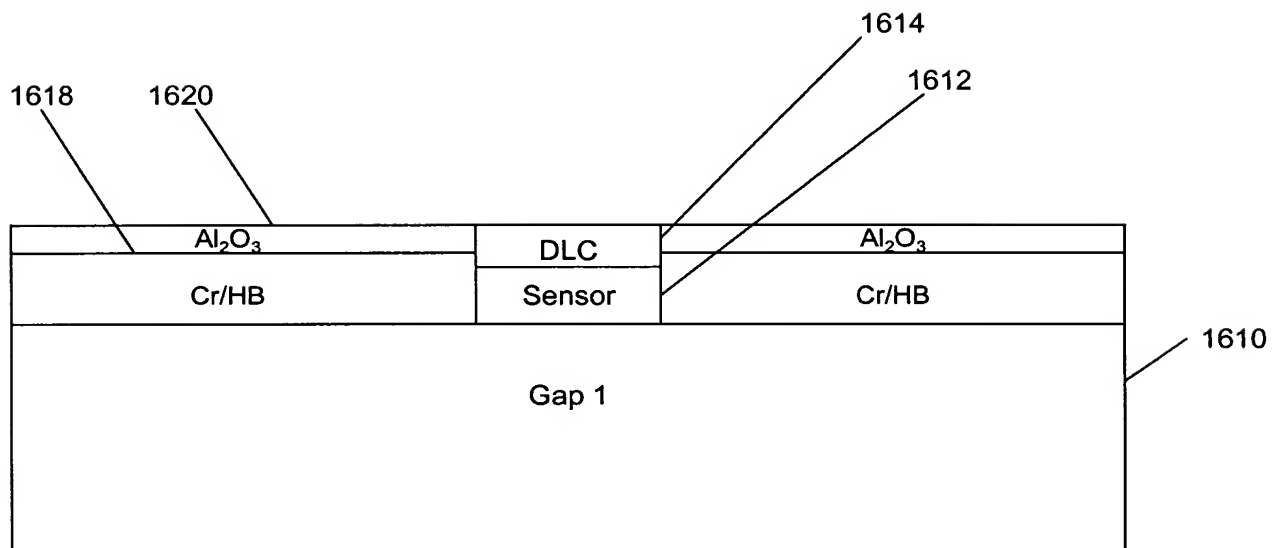 1614
1612
1618 1620
Al₂O₃ DLC Al₂O₃
Cr/HB Sensor Cr/HB
1610
Gap 1